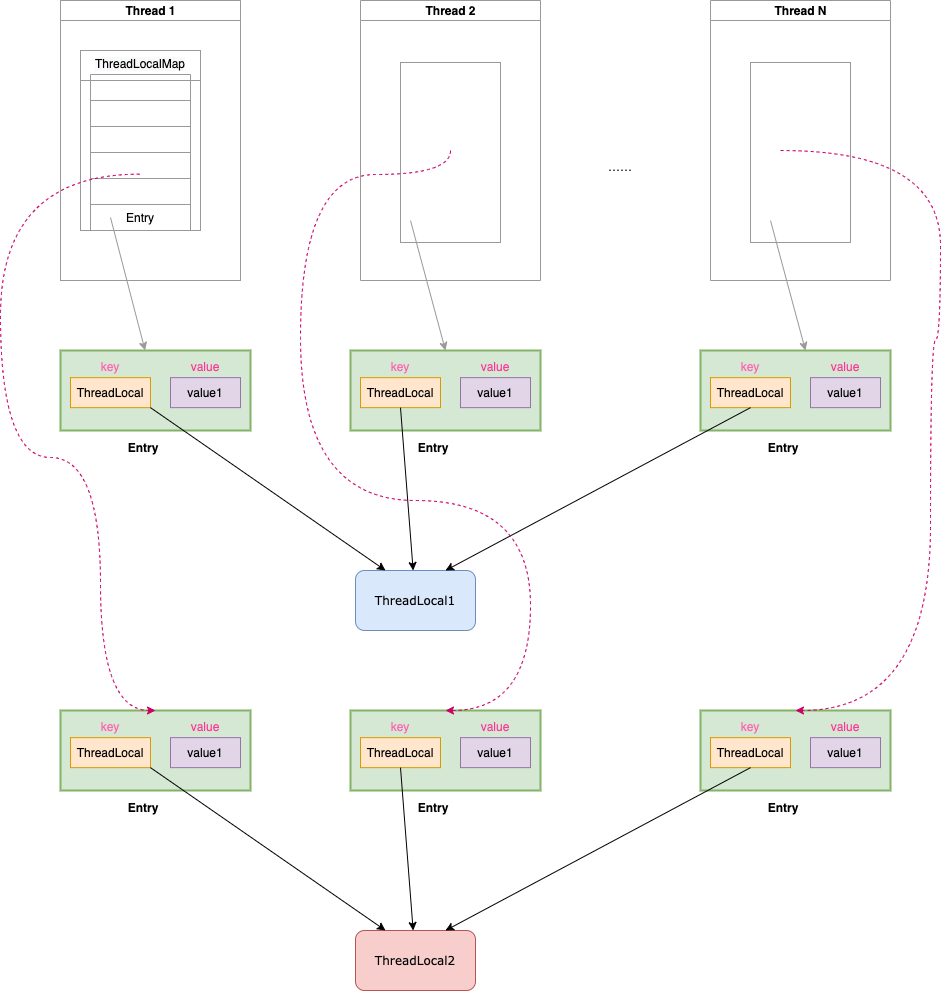 Thread 1
Thread 2
Thread N
ThreadLocalMap
......
Entry
key value
key value
key value
ThreadLocal value1
ThreadLocal value1
ThreadLocal value1
Entry
Entry
Entry
ThreadLocal1
key value
key value
key value
ThreadLocal value1
ThreadLocal value1
ThreadLocal value1
Entry
Entry
Entry
ThreadLocal2